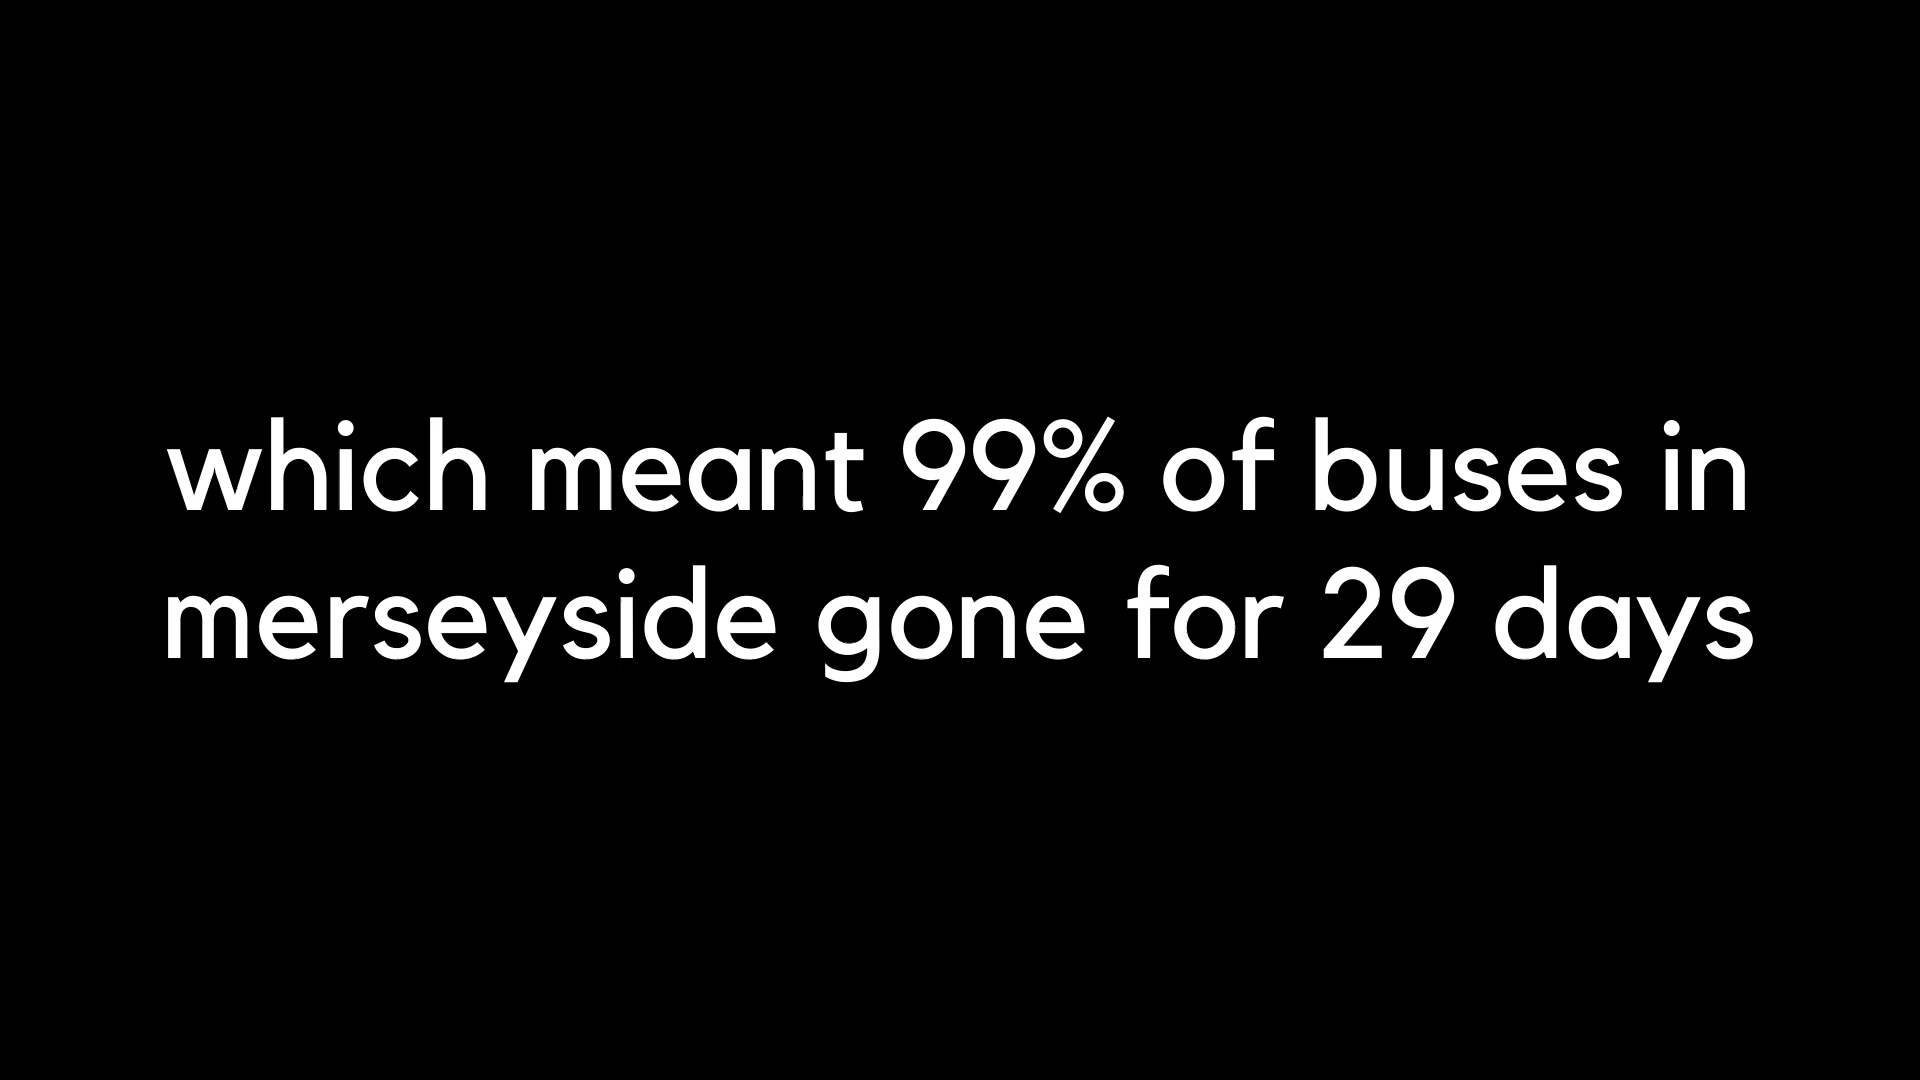 which meant 99% of buses in
merseyside gone for 29 days